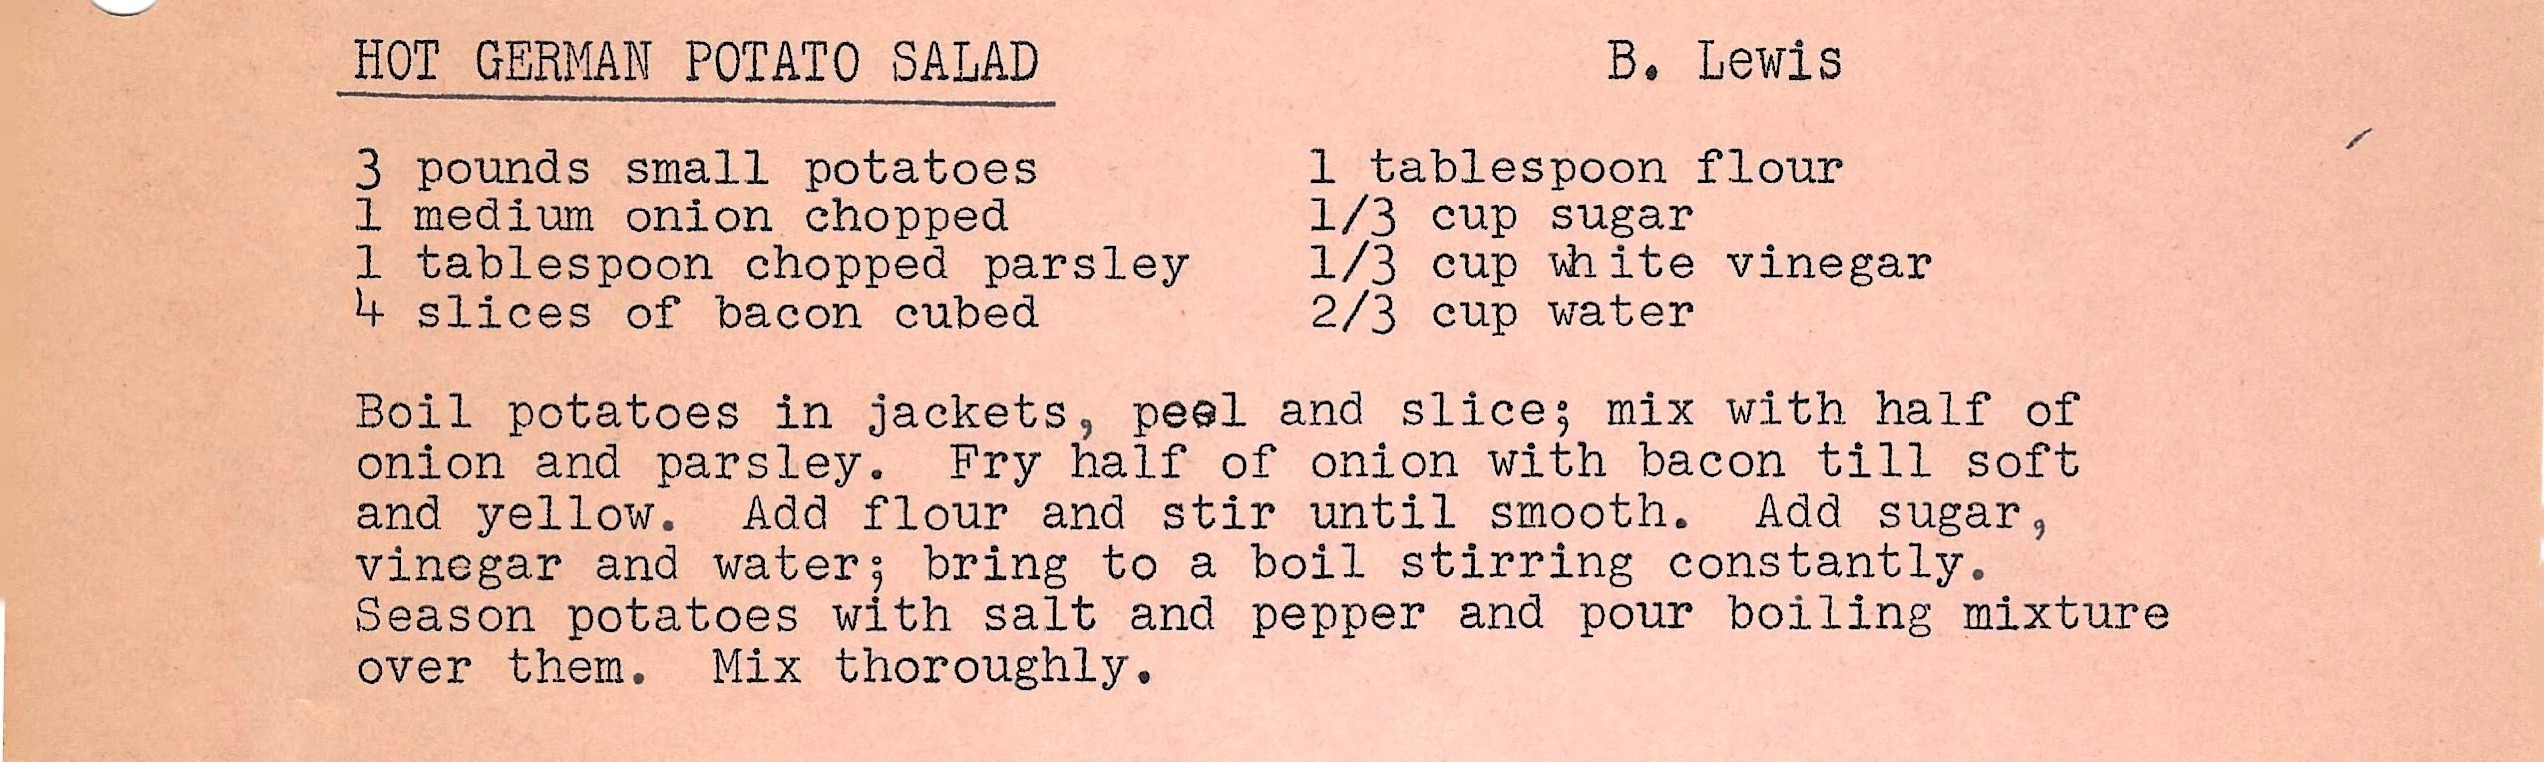 HOT GERMAN POTATO SALAD B. Lewis
3 pounds small potatoes 1 tablespoon flour
1 medium onion chopped 1/3 cup sugar
1 tablespoon chopped parsley 1/3 cup white vinegar
4 slices of bacon cubed 2/3 cup water
Boil potatoes in jackets, peel and slice; mix with half of
onion and parsley. Fry half of onion with bacon till soft
and yellow. Add flour and stir until smooth. Add sugar,
vinegar and water; bring to a boil stirring constantly.
Season potatoes with salt and pepper and pour boiling mixture
over them. Mix thoroughly.